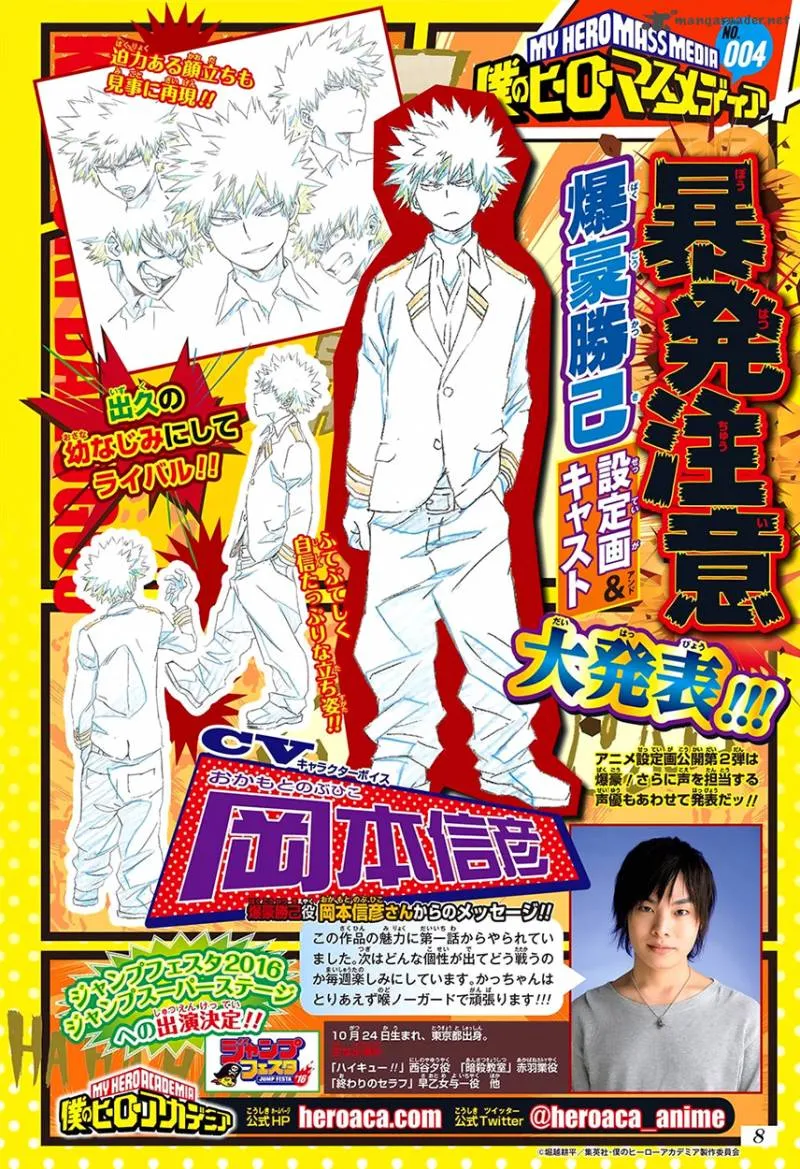 mangareader.net
MY HERO MASS MEDIA
NO.
004
僕のヒーローマスメディア
迫力ある顔立ちも
見事に再現!!
暴発注意
爆豪勝己
設定画&
キャスト
大発表!!!
出久の
幼なじみにして
ライバル!!
ふてぶてしく
自信たっぷりな立ち姿!!
アニメ設定画公開第2弾は
爆豪!さらに声を担当する
声優もあわせて発表だッ!!
CV
キャラクターボイス
おかもとのぶひこ
岡本信彦
爆豪勝己役 岡本信彦さんからのメッセージ!!
この作品の魅力に第一話からやられてい
ました。次はどんな個性が出てどう戦うの
か毎週楽しみにしています。かっちゃんは
とりあえず喉ノーガードで頑張ります!!!
ジャンプフェスタ2016
ジャンプスーパーステージ
への出演決定!!
ジャンプ
フェスタ
JUMP FESTA '16
10月24日生まれ、東京都出身。
「ハイキュー!!」西谷夕役 「暗殺教室」赤羽業役
「終わりのセラフ」早乙女与一役 他
MY HERO ACADEMIA
僕のヒーローアカデミア
公式HP heroaca.com 公式Twitter @heroaca_anime
8
©堀越耕平/集英社・僕のヒーローアカデミア製作委員会